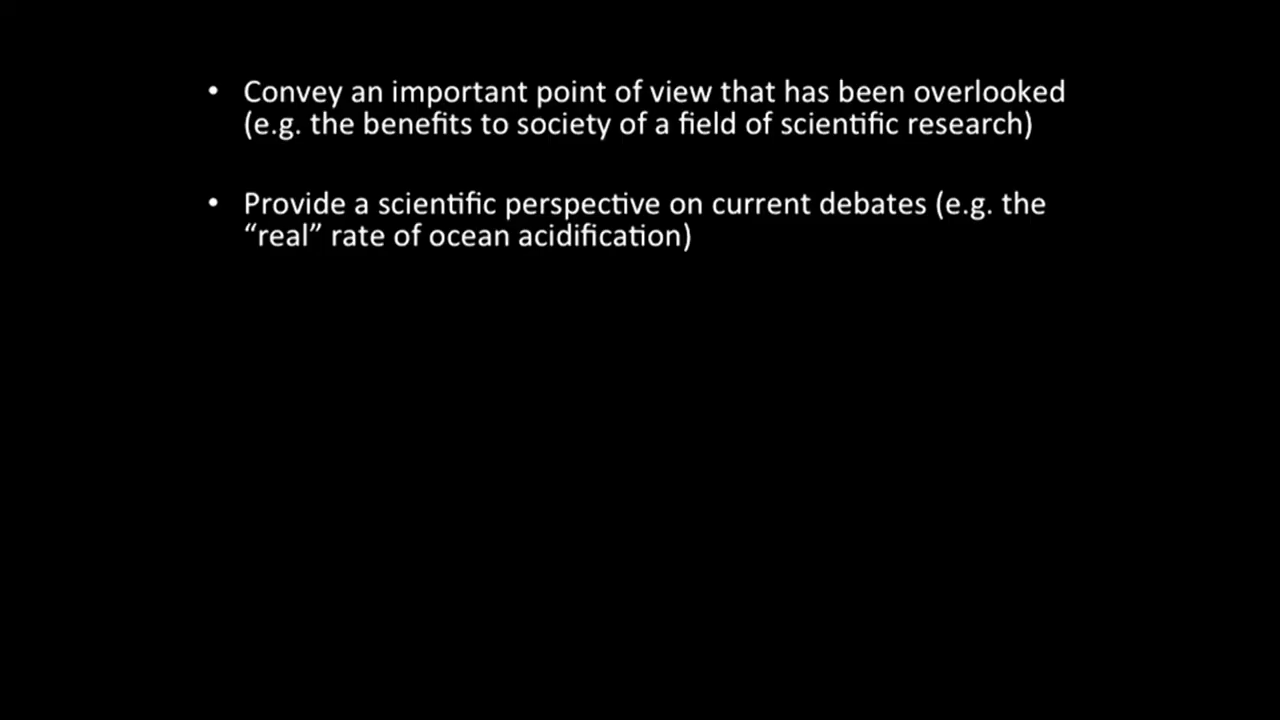 • Convey an important point of view that has been overlooked
(e.g. the benefits to society of a field of scientific research)
• Provide a scientific perspective on current debates (e.g. the
“real” rate of ocean acidification)